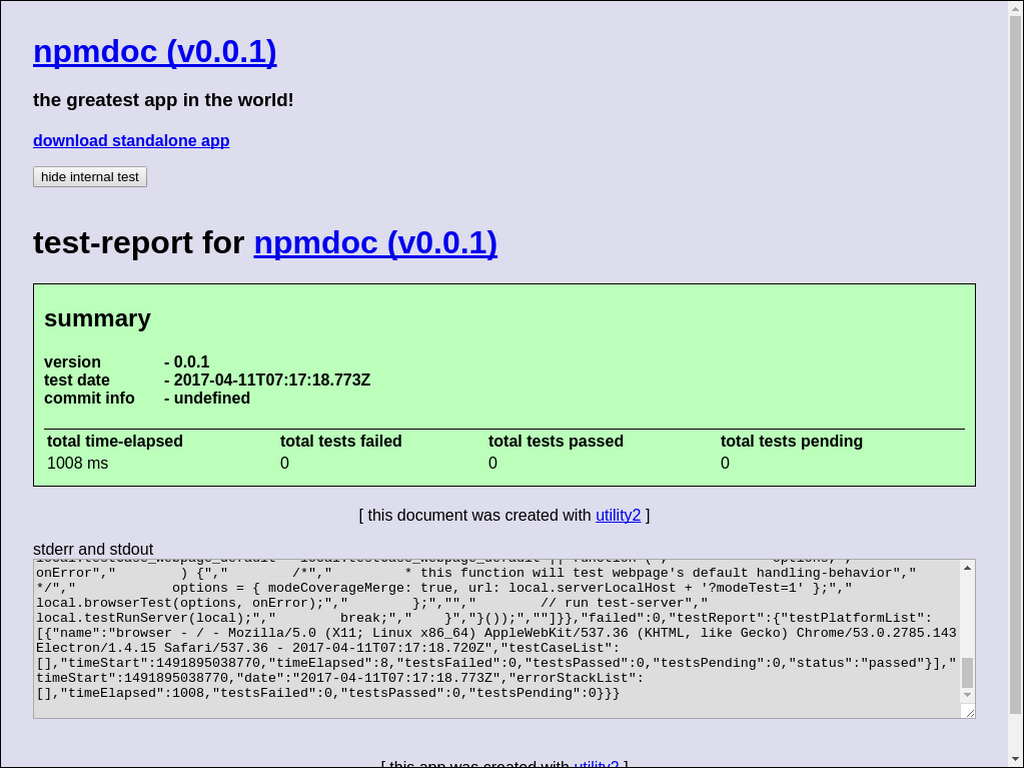 npmdoc (v0.0.1)
the greatest app in the world!
download standalone app
hide internal test
test-report for npmdoc (v0.0.1)
summary
version - 0.0.1
test date - 2017-04-11T07:17:18.773Z
commit info - undefined
total time-elapsed total tests failed total tests passed total tests pending
1008 ms 0 0 0
[ this document was created with utility2 ]
stderr and stdout
onError","        ) {","        /*","         * this function will test webpage's default handling-behavior","
*/","            options = { modeCoverageMerge: true, url: local.serverLocalHost + '?modeTest=1' };","
local.browserTest(options, onError);","        };","","        // run test-server","
local.testRunServer(local);","        break;","    }","}());",""]}},"failed":0,"testReport":{"testPlatformList":
[{"name":"browser - / - Mozilla/5.0 (X11; Linux x86_64) AppleWebKit/537.36 (KHTML, like Gecko) Chrome/53.0.2785.143
Electron/1.4.15 Safari/537.36 - 2017-04-11T07:17:18.720Z","testCaseList":
[],"timeStart":1491895038770,"timeElapsed":8,"testsFailed":0,"testsPassed":0,"testsPending":0,"status":"passed"}],"
timeStart":1491895038770,"date":"2017-04-11T07:17:18.773Z","errorStackList":
[],"timeElapsed":1008,"testsFailed":0,"testsPassed":0,"testsPending":0}}}
[ this app was created with utility2 ]